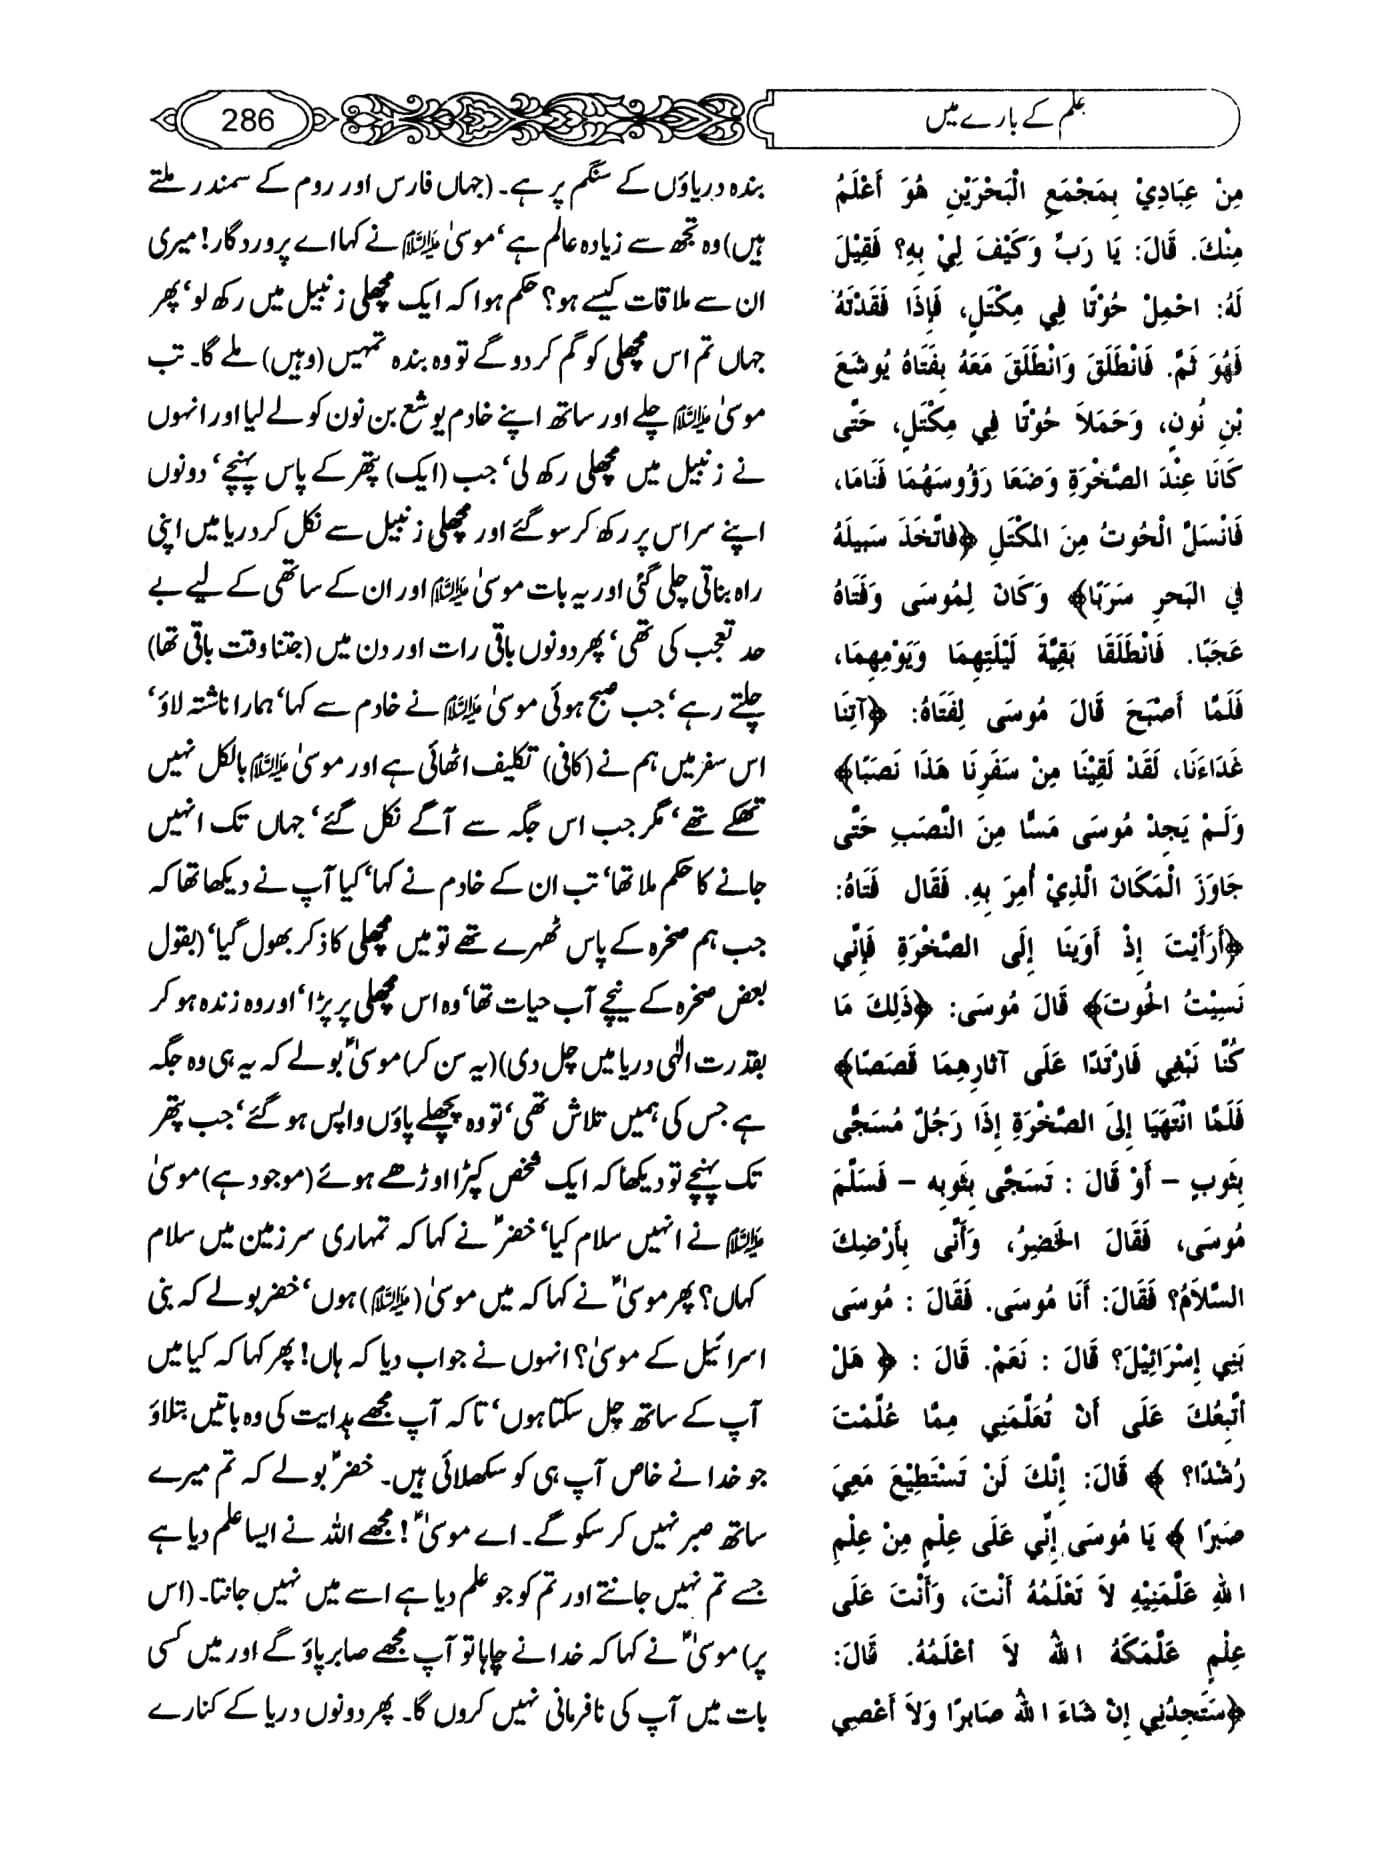 علم کے بارے میں
286
مِنْ عِبَادِيْ بِمَجْمَعِ الْبَحْرَيْنِ هُوَ أَعْلَمُ
مِنْكَ. قَالَ: يَا رَبِّ وَكَيْفَ لِيْ بِهِ؟ فَقِيْلَ
لَهُ: احْمِلْ حُوْتًا فِي مِكْتَلٍ، فَإِذَا فَقَدْتَهُ
فَهُوَ ثَمَّ. فَانْطَلَقَ وَانْطَلَقَ مَعَهُ بِفَتَاهُ يُوشَعَ
بْنِ نُونٍ، وَحَمَلاَ حُوْتًا فِي مِكْتَلٍ، حَتَّى
كَانَا عِنْدَ الصَّخْرَةِ وَضَعَا رَؤُوسَهُمَا فَنَامَا،
فَانْسَلَّ الْحُوتُ مِنَ الْمِكْتَلِ ﴿فَاتَّخَذَ سَبِيلَهُ
فِي البَحرِ سَرَبًا﴾ وَكَانَ لِمُوسَى وَفَتَاهُ
عَجَبًا. فَانْطَلَقَا بَقِيَّةَ لَيْلَتِهِمَا وَيَوْمِهِمَا،
فَلَمَّا أَصْبَحَ قَالَ مُوسَى لِفَتَاهُ: ﴿آتِنَا
غَدَاءَنَا، لَقَدْ لَقِيْنَا مِنْ سَفَرِنَا هَذَا نَصَبًا﴾
وَلَمْ يَجِدْ مُوسَى مَسًّا مِنَ النَّصَبِ حَتَّى
جَاوَزَ الْمَكَانَ الَّذِيْ أُمِرَ بِهِ. فَقَال فَتَاهُ:
﴿أَرَأَيْتَ إِذْ أَوَيْنَا إِلَى الصَّخْرَةِ فَإِنِّي
نَسِيْتُ الحُوتَ﴾ قَالَ مُوسَى: ﴿ذَلِكَ مَا
كُنَّا نَبْغِي فَارْتَدَّا عَلَى آثَارِهِمَا قَصَصًا﴾
فَلَمَّا انْتَهَيَا إِلَى الصَّخْرَةِ إِذَا رَجُلٌ مُسَجًّى
بِثَوبٍ – أَوْ قَالَ : تَسَجَّى بِثَوبِه – فَسَلَّمَ
مُوسَى، فَقَالَ الخَضِرُ، وَأَنَّى بِأَرْضِكَ
السَّلاَمُ؟ فَقَالَ: أَنَا مُوسَى. فَقَالَ : مُوسَى
بَنِي إِسْرَائِيْلَ؟ قَالَ : نَعَمْ. قَالَ : ﴿ هَلْ
أَتَّبِعُكَ عَلَى أَنْ تُعَلِّمَنِي مِمَّا عُلِّمْتَ
رُشْدًا؟ ﴾ قَالَ: إِنَّكَ لَنْ تَسْتَطِيْعَ مَعِيَ
صَبرًا ﴾ يَا مُوسَى إِنِّي عَلَى عِلْمٍ مِنْ عِلْمِ
اللهِ عَلَّمَنِيْهِ لاَ تَعْلَمُهُ أَنْتَ، وَأَنْتَ عَلَى
عِلْمٍ عَلَّمَكَهُ اللهُ لاَ أَعْلَمُهُ. قَالَ:
﴿سَتَجِدُنِي إِنْ شَاءَ اللهُ صَابِرًا وَلاَ أَعْصِي
بندہ دریاؤں کے سنگم پر ہے۔ (جہاں فارس اور روم کے سمندر ملتے
ہیں) وہ تجھ سے زیادہ عالم ہے‘ موسیٰ علیہ السلام نے کہا اے پروردگار! میری
ان سے ملاقات کیسے ہو؟ حکم ہوا کہ ایک مچھلی زنبیل میں رکھ لو‘ پھر
جہاں تم اس مچھلی کو گم کر دو گے تو وہ بندہ تمہیں (وہیں) ملے گا۔ تب
موسیٰ علیہ السلام چلے اور ساتھ اپنے خادم یوشع بن نون کو لے لیا اور انہوں
نے زنبیل میں مچھلی رکھ لی‘ جب (ایک) پتھر کے پاس پہنچے‘ دونوں
اپنے سر اس پر رکھ کر سو گئے اور مچھلی زنبیل سے نکل کر دریا میں اپنی
راہ بناتی چلی گئی اور یہ بات موسیٰ علیہ السلام اور ان کے ساتھی کے لیے بے
حد تعجب کی تھی‘ پھر دونوں باقی رات اور دن میں (جتنا وقت باقی تھا)
چلتے رہے‘ جب صبح ہوئی موسیٰ علیہ السلام نے خادم سے کہا‘ ہمارا ناشتہ لاؤ‘
اس سفر میں ہم نے (کافی) تکلیف اٹھائی ہے اور موسیٰ علیہ السلام بالکل نہیں
تھکے تھے‘ مگر جب اس جگہ سے آگے نکل گئے‘ جہاں تک انہیں
جانے کا حکم ملا تھا‘ تب ان کے خادم نے کہا‘ کیا آپ نے دیکھا تھا کہ
جب ہم صخرہ کے پاس ٹھہرے تھے تو میں مچھلی کا ذکر بھول گیا‘ (بقول
بعض صخرہ کے نیچے آب حیات تھا‘ وہ اس مچھلی پر پڑا‘ اور وہ زندہ ہو کر
بقدرت الٰہی دریا میں چل دی) (یہ سن کر) موسیٰؑ بولے کہ یہ ہی وہ جگہ
ہے جس کی ہمیں تلاش تھی‘ تو وہ پچھلے پاؤں واپس ہو گئے‘ جب پتھر
تک پہنچے تو دیکھا کہ ایک شخص کپڑا اوڑھے ہوئے (موجود ہے) موسیٰ
علیہ السلام نے انہیں سلام کیا‘ خضرؑ نے کہا کہ تمہاری سر زمین میں سلام
کہاں؟ پھر موسیٰؑ نے کہا کہ میں موسیٰ (علیہ السلام) ہوں‘ خضر بولے کہ بنی
اسرائیل کے موسیٰ؟ انہوں نے جواب دیا کہ ہاں! پھر کہا کہ کیا میں
آپ کے ساتھ چل سکتا ہوں‘ تاکہ آپ مجھے ہدایت کی وہ باتیں بتلاؤ
جو خدا نے خاص آپ ہی کو سکھلائی ہیں۔ خضرؑ بولے کہ تم میرے
ساتھ صبر نہیں کر سکو گے۔ اے موسیٰؑ! مجھے اللہ نے ایسا علم دیا ہے
جسے تم نہیں جانتے اور تم کو جو علم دیا ہے اسے میں نہیں جانتا۔ (اس
پر) موسیٰؑ نے کہا کہ خدا نے چاہا تو آپ مجھے صابر پاؤ گے اور میں کسی
بات میں آپ کی نافرمانی نہیں کروں گا۔ پھر دونوں دریا کے کنارے